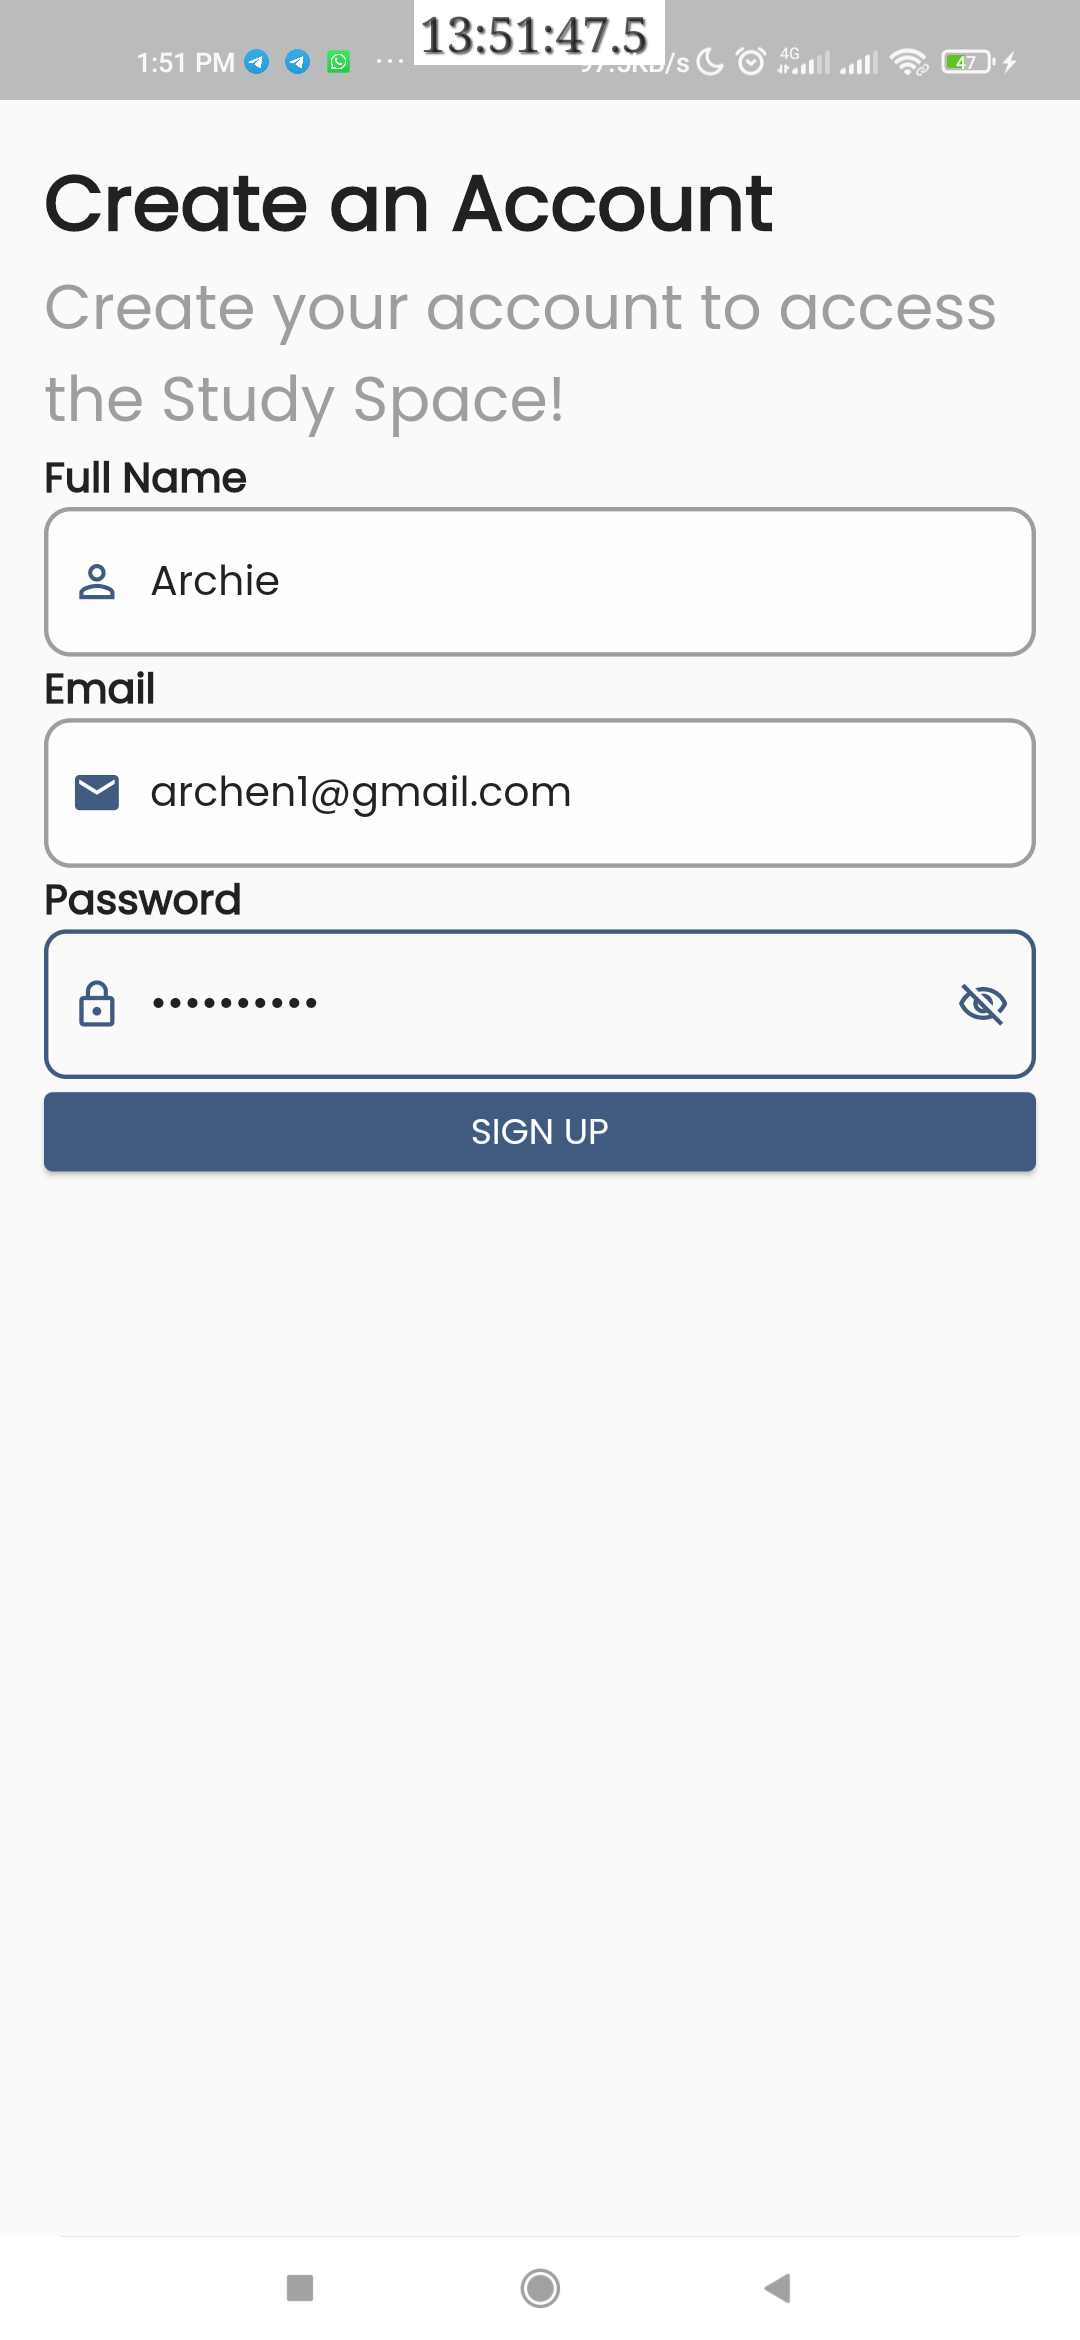 13:51:47.5
1:51 PM
4G
47
Create an Account
Create your account to access
the Study Space!
Full Name
Archie
Email
archen1@gmail.com
Password
••••••••••
SIGN UP